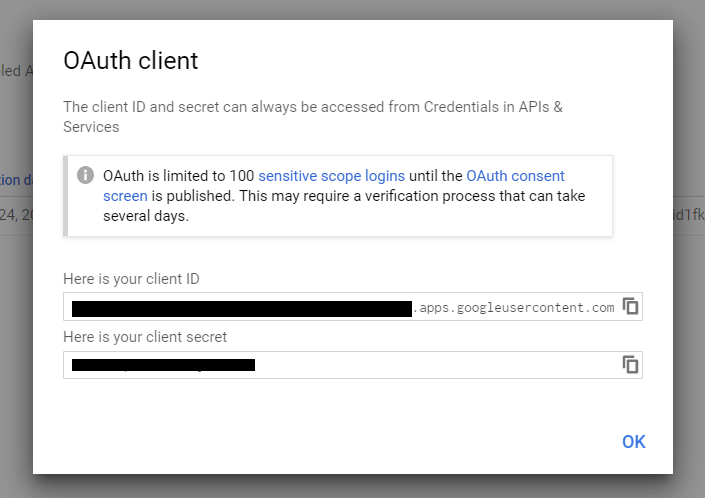 OAuth client
The client ID and secret can always be accessed from Credentials in APIs &
Services
OAuth is limited to 100 sensitive scope logins until the OAuth consent
screen is published. This may require a verification process that can take
several days.
Here is your client ID
.apps.googleusercontent.com
Here is your client secret
OK
led A
tion da
24, 20
id1fk